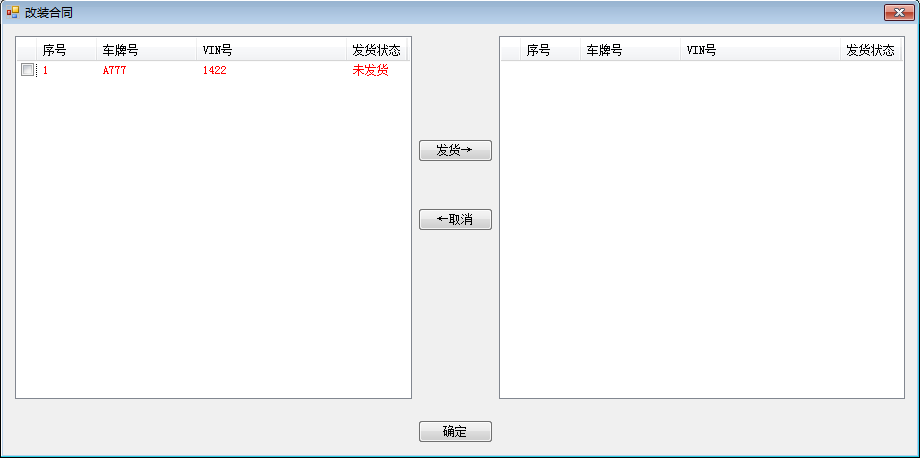 改装合同
序号 车牌号 VIN号 发货状态
1 A777 1422 未发货
序号 车牌号 VIN号 发货状态
发货→
←取消
确定